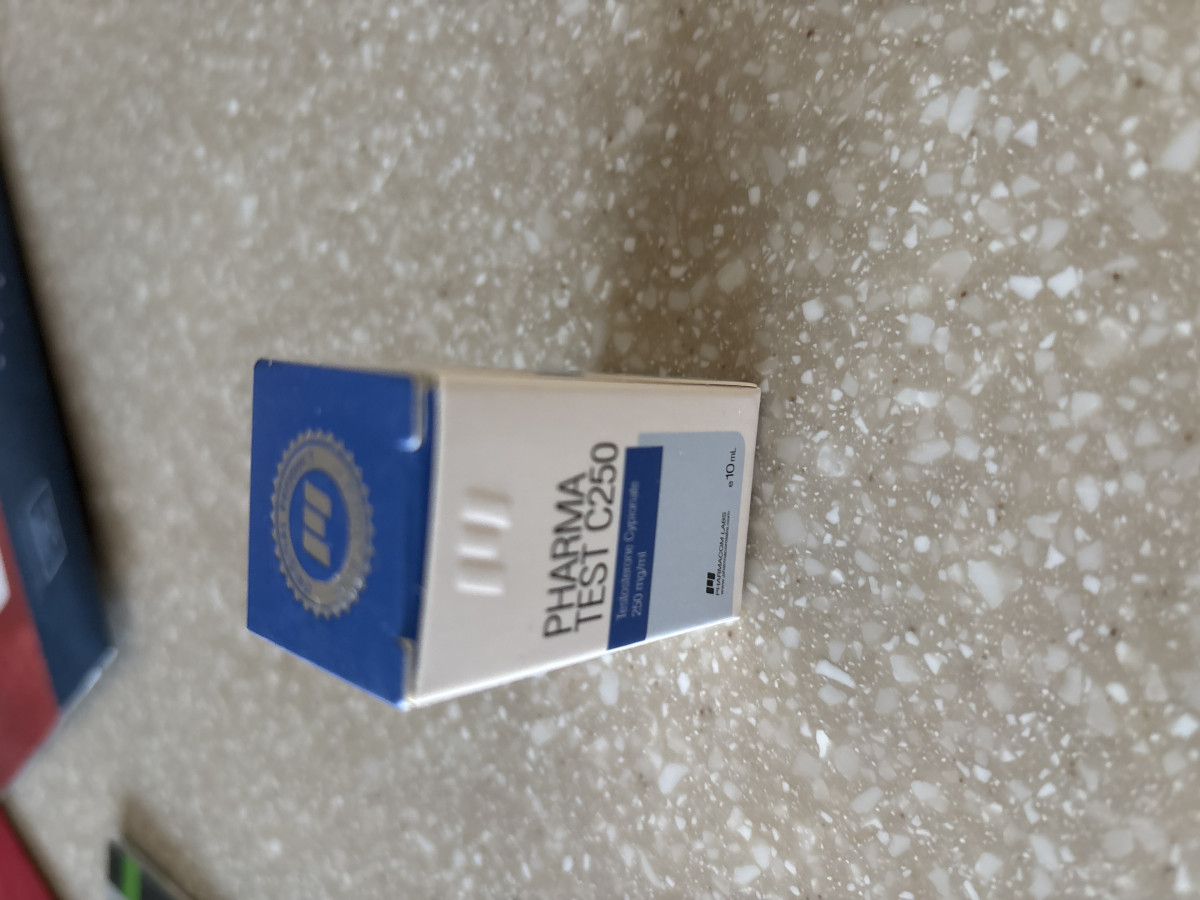 PHARMA
TEST C250
Testosterone Cypionate
250 mg/ml
PHARMACOM LABS
e 10 mL